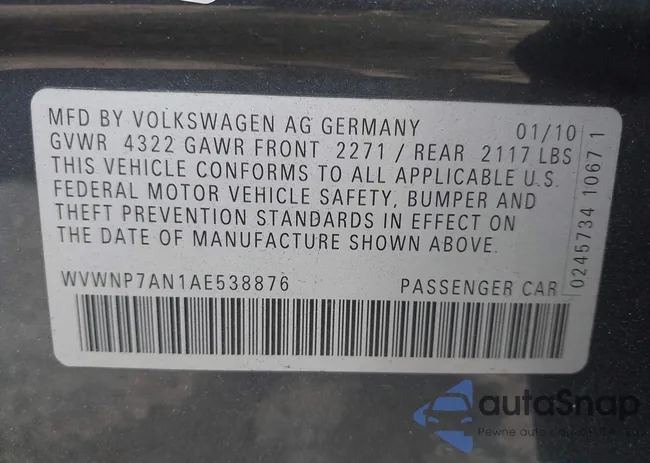 MFD BY VOLKSWAGEN AG GERMANY 01/10
GVWR 4322 GAWR FRONT 2271 / REAR 2117 LBS
THIS VEHICLE CONFORMS TO ALL APPLICABLE U.S.
FEDERAL MOTOR VEHICLE SAFETY, BUMPER AND
THEFT PREVENTION STANDARDS IN EFFECT ON
THE DATE OF MANUFACTURE SHOWN ABOVE.
WVWNP7AN1AE538876 PASSENGER CAR
0245734 1067 1
autoSnap
Pewne auto